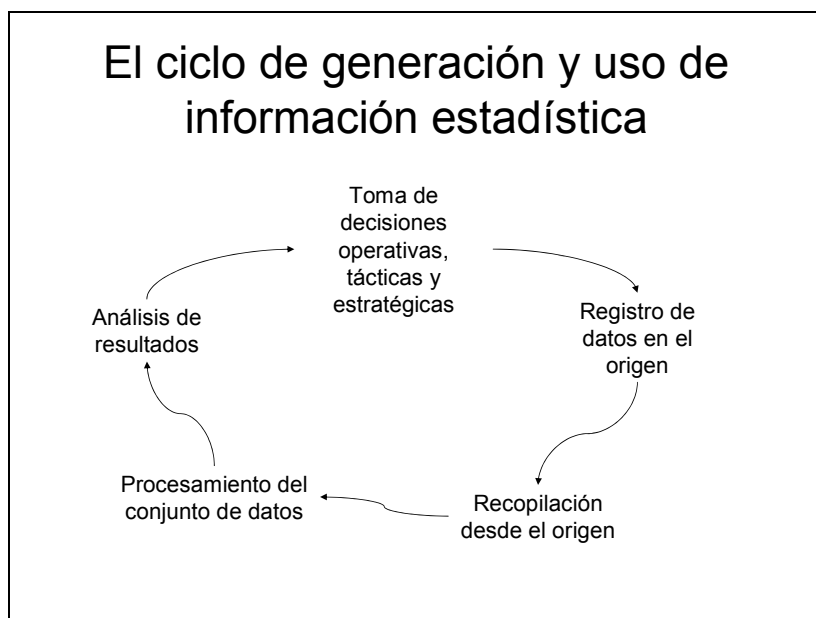 El ciclo de generación y uso de
información estadística
Toma de
decisiones
operativas,
tácticas y
estratégicas
Registro de
datos en el
origen
Recopilación
desde el origen
Procesamiento del
conjunto de datos
Análisis de
resultados